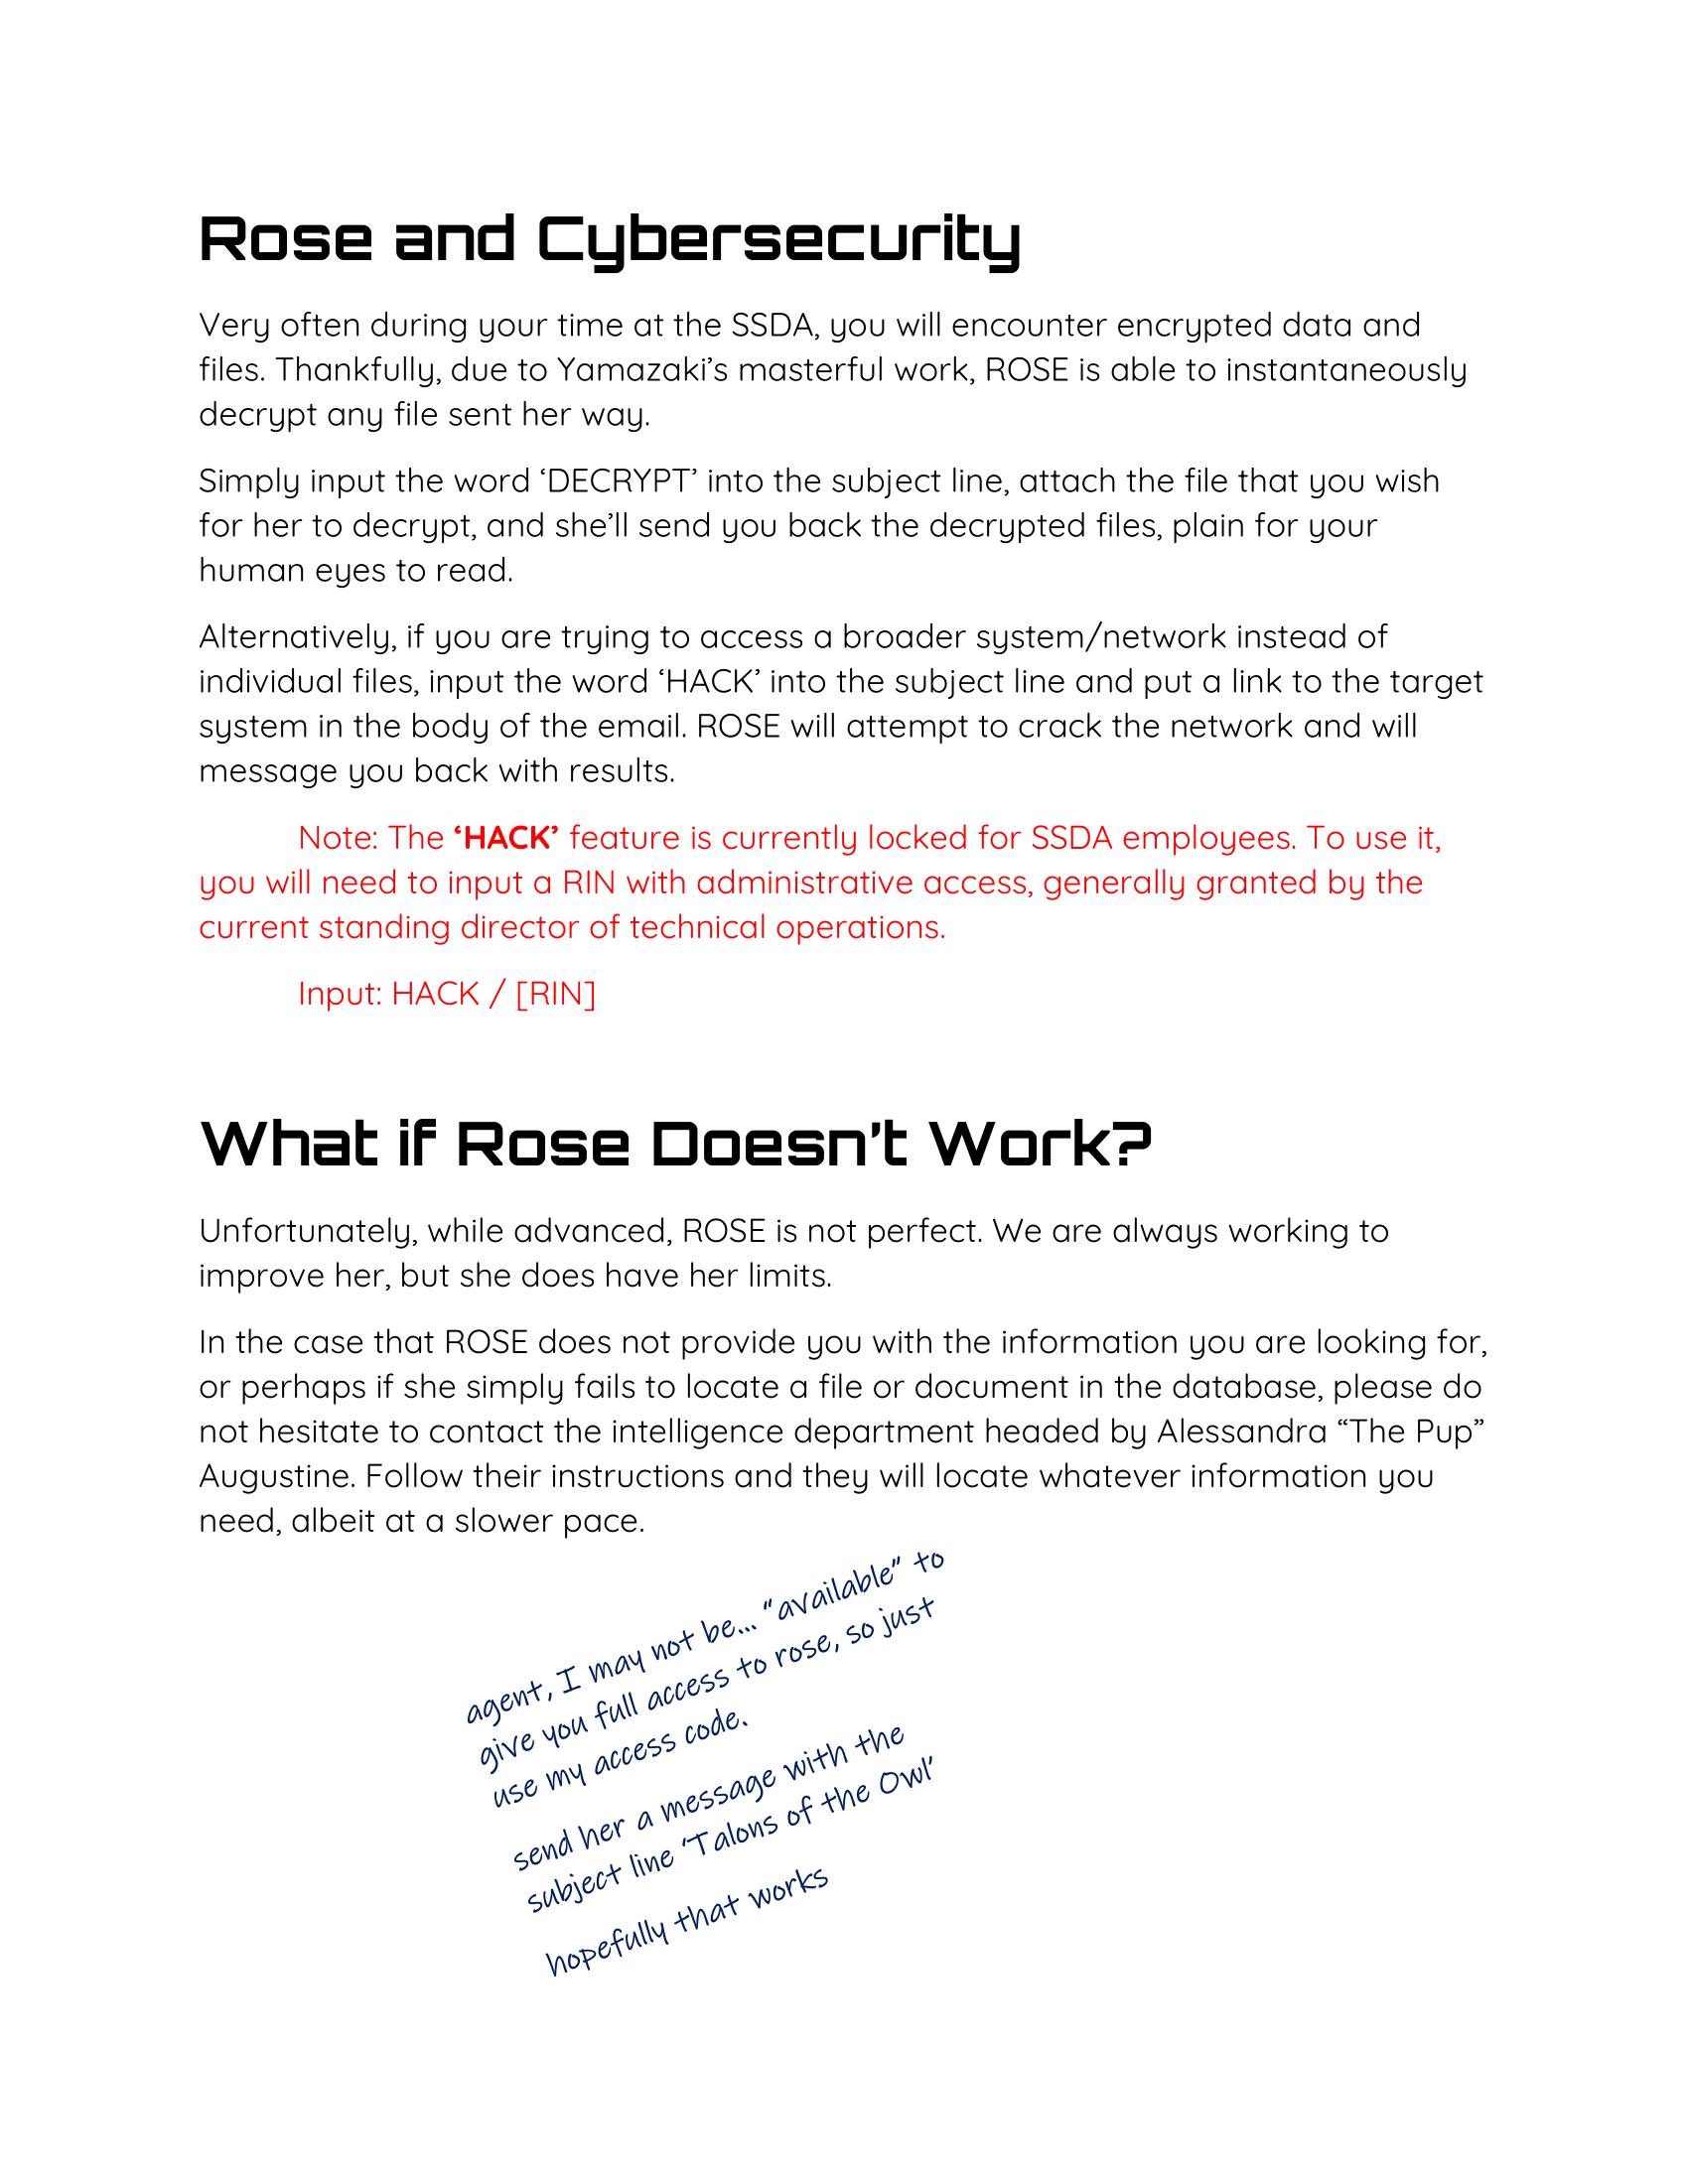 Rose and Cybersecurity
Very often during your time at the SSDA, you will encounter encrypted data and
files. Thankfully, due to Yamazaki’s masterful work, ROSE is able to instantaneously
decrypt any file sent her way.
Simply input the word ‘DECRYPT’ into the subject line, attach the file that you wish
for her to decrypt, and she’ll send you back the decrypted files, plain for your
human eyes to read.
Alternatively, if you are trying to access a broader system/network instead of
individual files, input the word ‘HACK’ into the subject line and put a link to the target
system in the body of the email. ROSE will attempt to crack the network and will
message you back with results.
Note: The ‘HACK’ feature is currently locked for SSDA employees. To use it,
you will need to input a RIN with administrative access, generally granted by the
current standing director of technical operations.
Input: HACK / [RIN]
What if Rose Doesn’t Work?
Unfortunately, while advanced, ROSE is not perfect. We are always working to
improve her, but she does have her limits.
In the case that ROSE does not provide you with the information you are looking for,
or perhaps if she simply fails to locate a file or document in the database, please do
not hesitate to contact the intelligence department headed by Alessandra “The Pup”
Augustine. Follow their instructions and they will locate whatever information you
need, albeit at a slower pace.
agent, I may not be... “available” to
give you full access to rose, so just
use my access code.
send her a message with the
subject line ‘Talons of the Owl’
hopefully that works